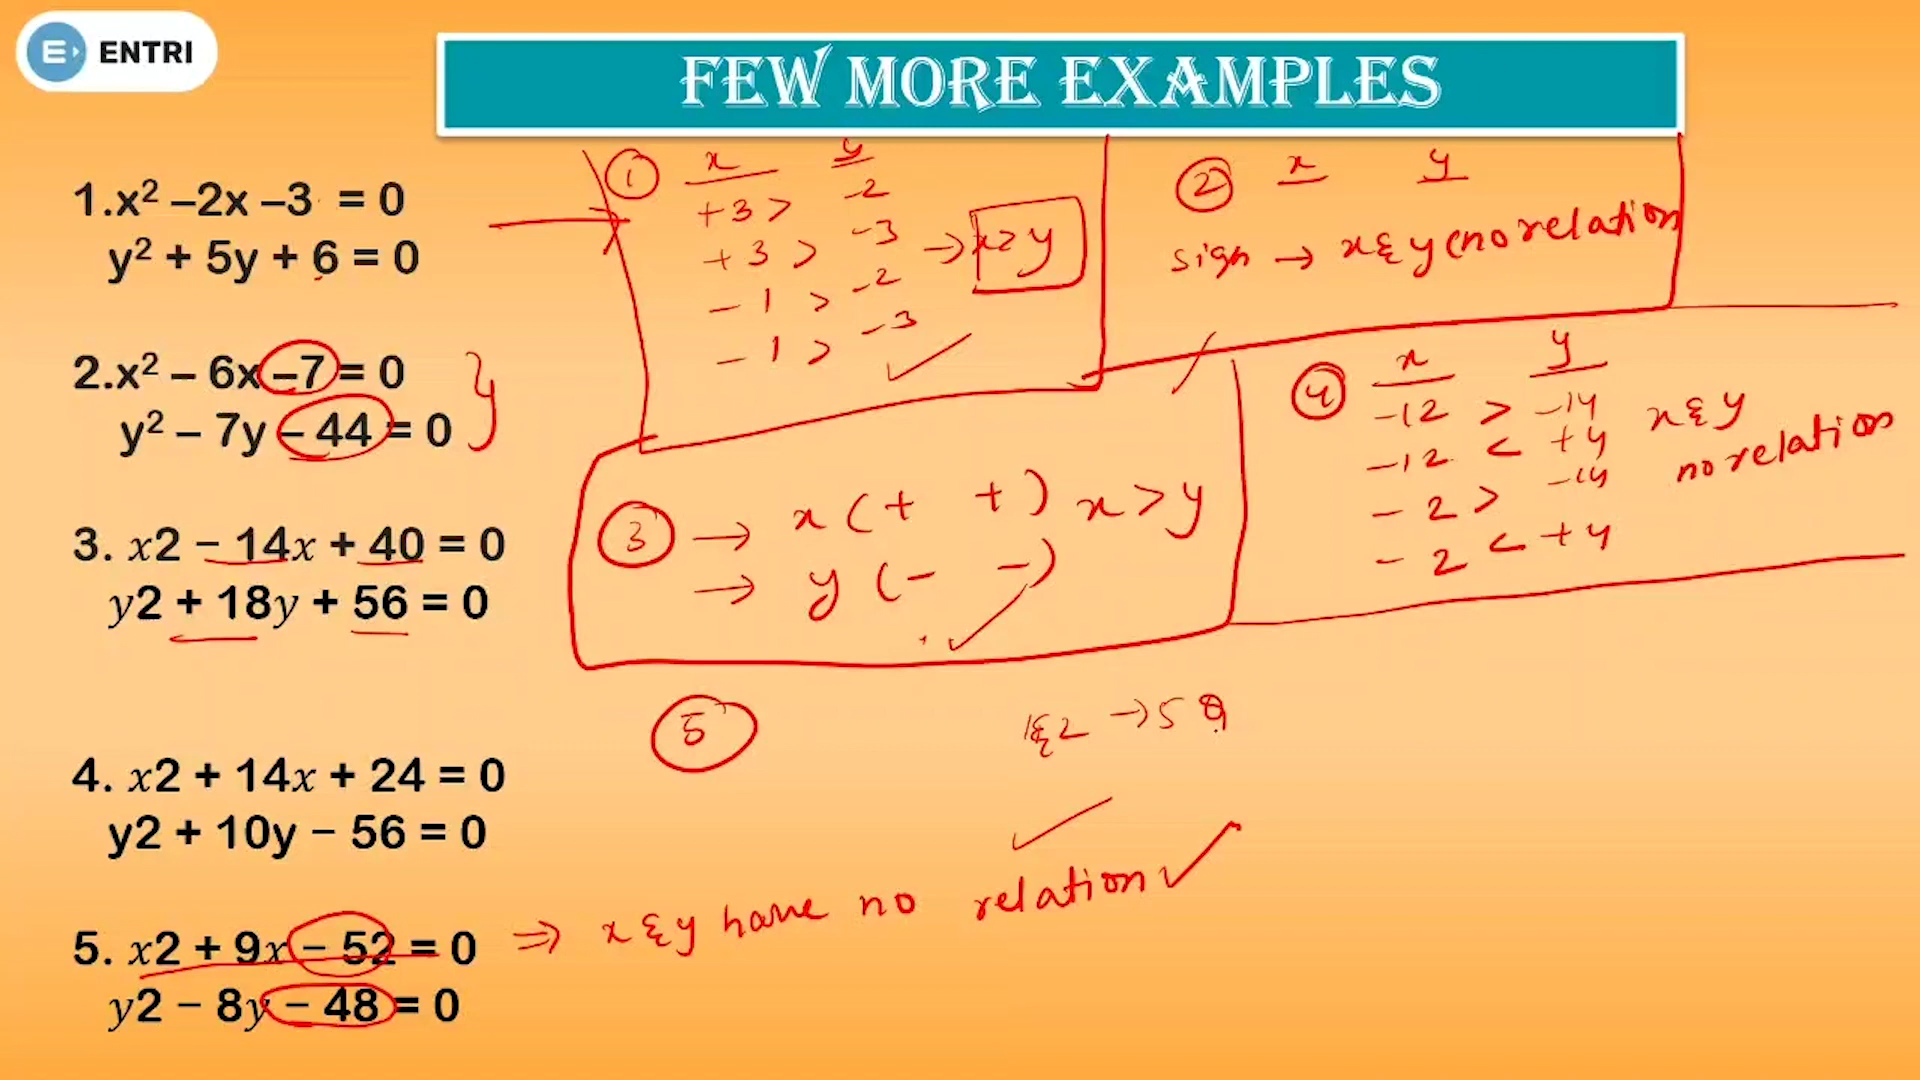 ENTRI
FEW MORE EXAMPLES
1.x² –2x –3 = 0
y² + 5y + 6 = 0
2.x² – 6x –7 = 0
y² – 7y – 44 = 0
3. x2 − 14x + 40 = 0
y2 + 18y + 56 = 0
4. x2 + 14x + 24 = 0
y2 + 10y − 56 = 0
5. x2 + 9x − 52 = 0
y2 − 8y − 48 = 0
① x y
+3 > -2
+3 > -3
-1 > -2
-1 > -3
→ x>y
② x y
sign → x & y (no relation
③ → x (+ +) x > y
→ y (- -)
④ x y
-12 > -14
-12 < +4
-2 > -14
-2 < +4
x & y
no relation
⑤
1&2 → 5
⇒ x & y have no relation